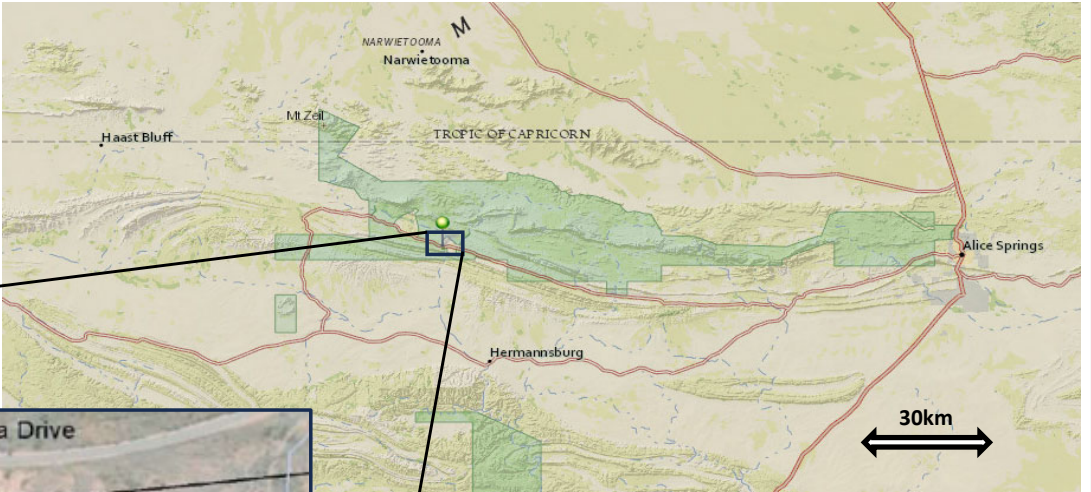 M
NARWIETOOMA
Narwietooma
Mt Zeil
TROPIC OF CAPRICORN
Haast Bluff
Alice Springs
Hermannsburg
30km
a Drive